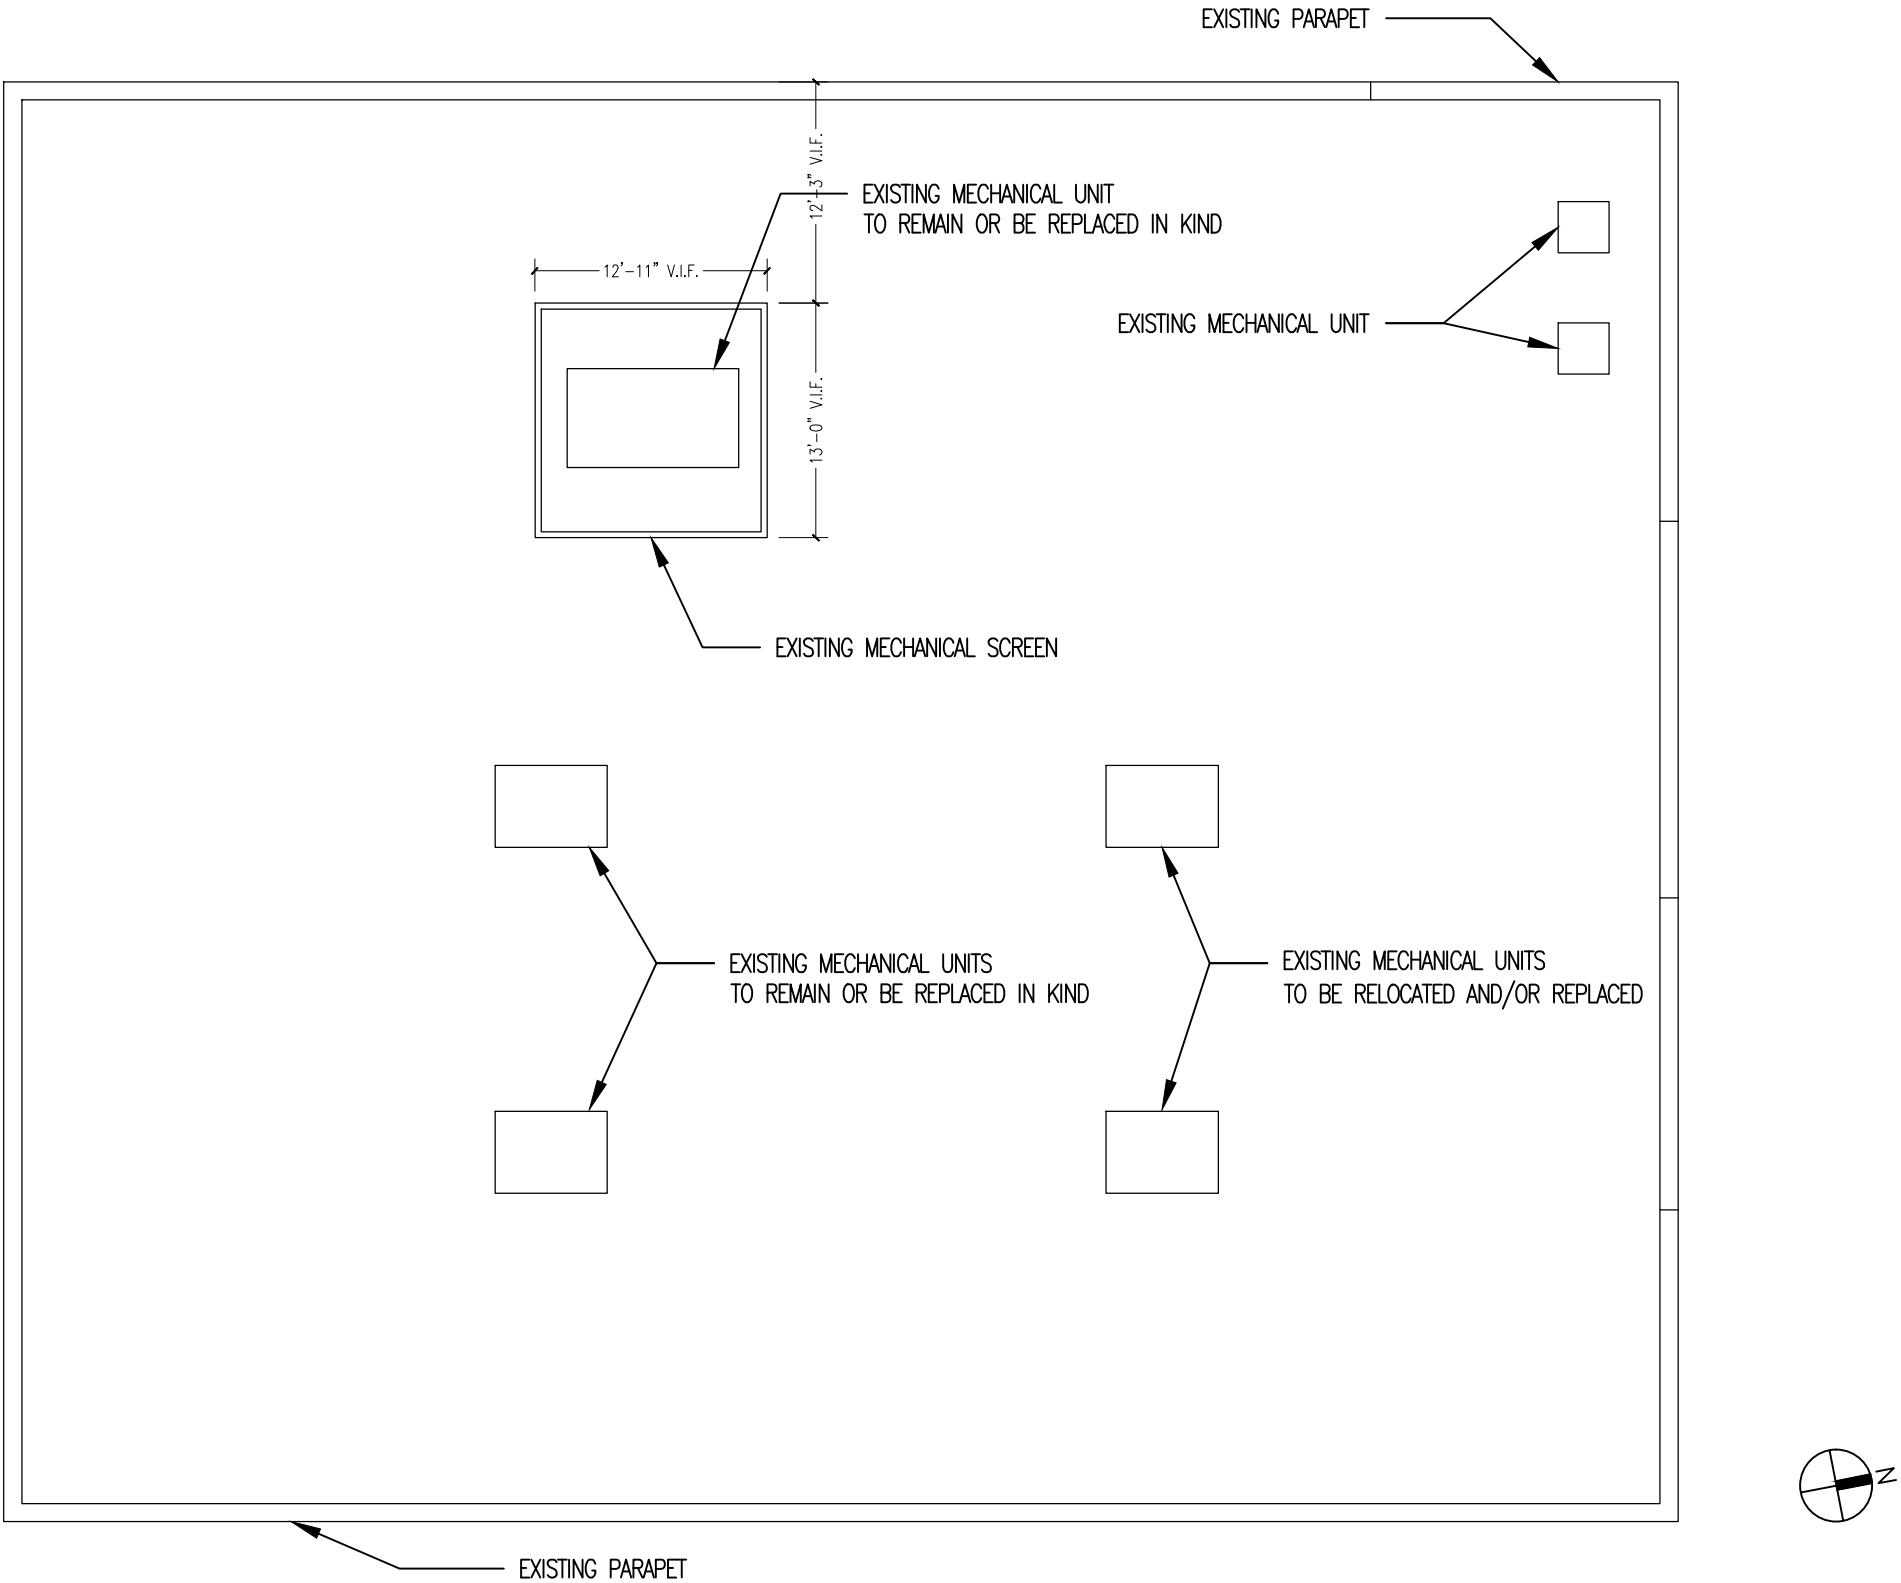 EXISTING PARAPET
12'-3" V.I.F.
EXISTING MECHANICAL UNIT
TO REMAIN OR BE REPLACED IN KIND
12'-11" V.I.F.
EXISTING MECHANICAL UNIT
13'-0" V.I.F.
EXISTING MECHANICAL SCREEN
EXISTING MECHANICAL UNITS
TO REMAIN OR BE REPLACED IN KIND
EXISTING MECHANICAL UNITS
TO BE RELOCATED AND/OR REPLACED
N
EXISTING PARAPET